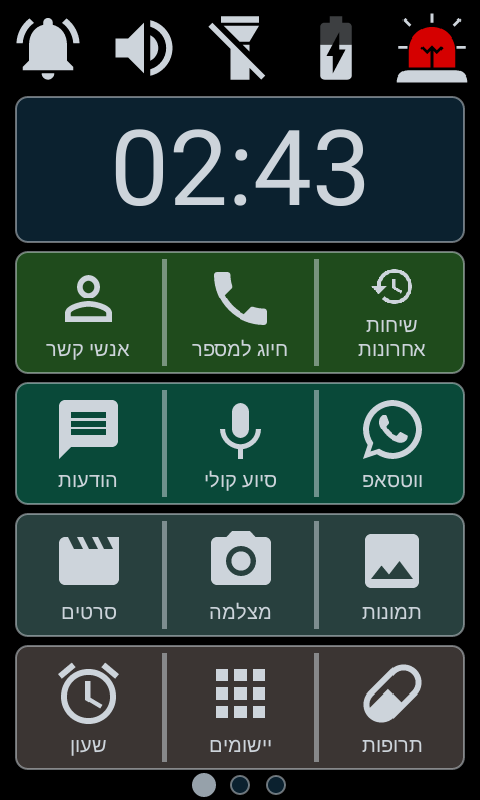 02:43
שיחות
אחרונות
חיוג למספר
אנשי קשר
ווטסאפ
סיוע קולי
הודעות
תמונות
מצלמה
סרטים
תרופות
יישומים
שעון